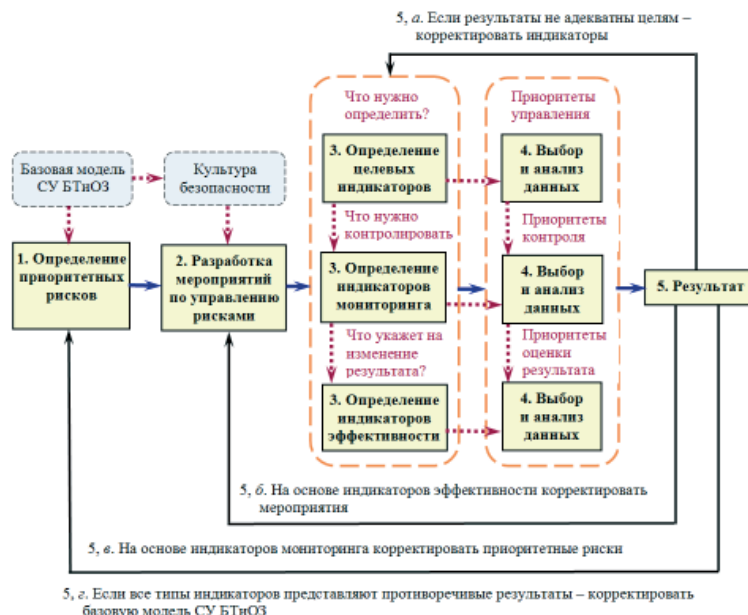 5, а. Если результаты не адекватны целям –
корректировать индикаторы
Что нужно
определить?
Приоритеты
управления
Базовая модель
СУ БТиОЗ
Культура
безопасности
3. Определение
целевых
индикаторов
4. Выбор
и анализ
данных
Что нужно
контролировать
Приоритеты
контроля
1. Определение
приоритетных
рисков
2. Разработка
мероприятий
по управлению
рисками
3. Определение
индикаторов
мониторинга
4. Выбор
и анализ
данных
5. Результат
Что укажет на
изменение
результата?
Приоритеты
оценки
результата
3. Определение
индикаторов
эффективности
4. Выбор
и анализ
данных
5, б. На основе индикаторов эффективности корректировать
мероприятия
5, в. На основе индикаторов мониторинга корректировать приоритетные риски
5, г. Если все типы индикаторов представляют противоречивые результаты – корректировать
базовую модель СУ БТиОЗ